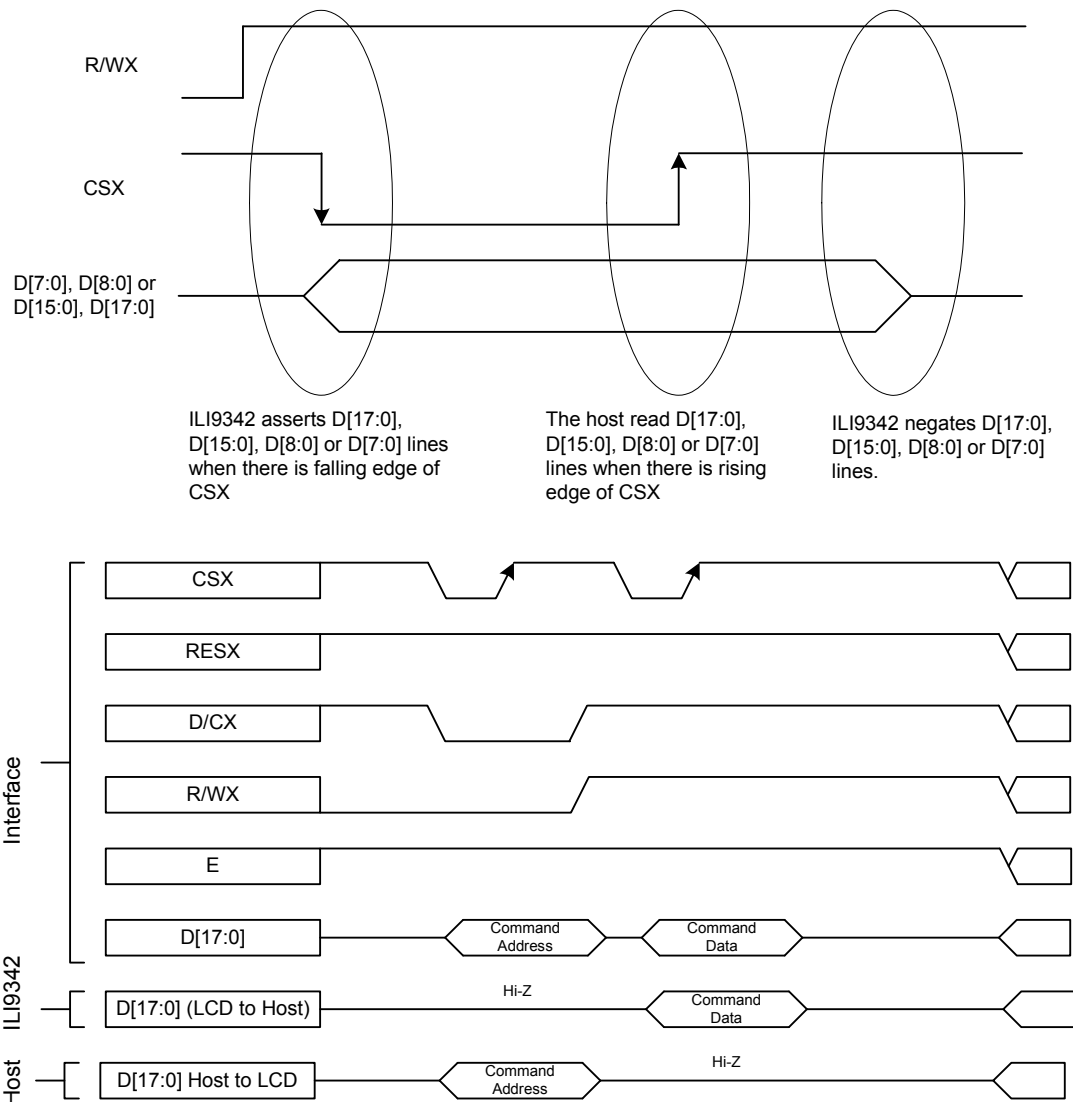 R/WX
CSX
D[7:0], D[8:0] or
D[15:0], D[17:0]
ILI9342 asserts D[17:0],
D[15:0], D[8:0] or D[7:0] lines
when there is falling edge of
CSX
The host read D[17:0],
D[15:0], D[8:0] or D[7:0]
lines when there is rising
edge of CSX
ILI9342 negates D[17:0],
D[15:0], D[8:0] or D[7:0]
lines.
Interface
CSX
RESX
D/CX
R/WX
E
D[17:0]
Command
Address
Command
Data
ILI9342
D[17:0] (LCD to Host)
Hi-Z
Command
Data
Host
D[17:0] Host to LCD
Command
Address
Hi-Z